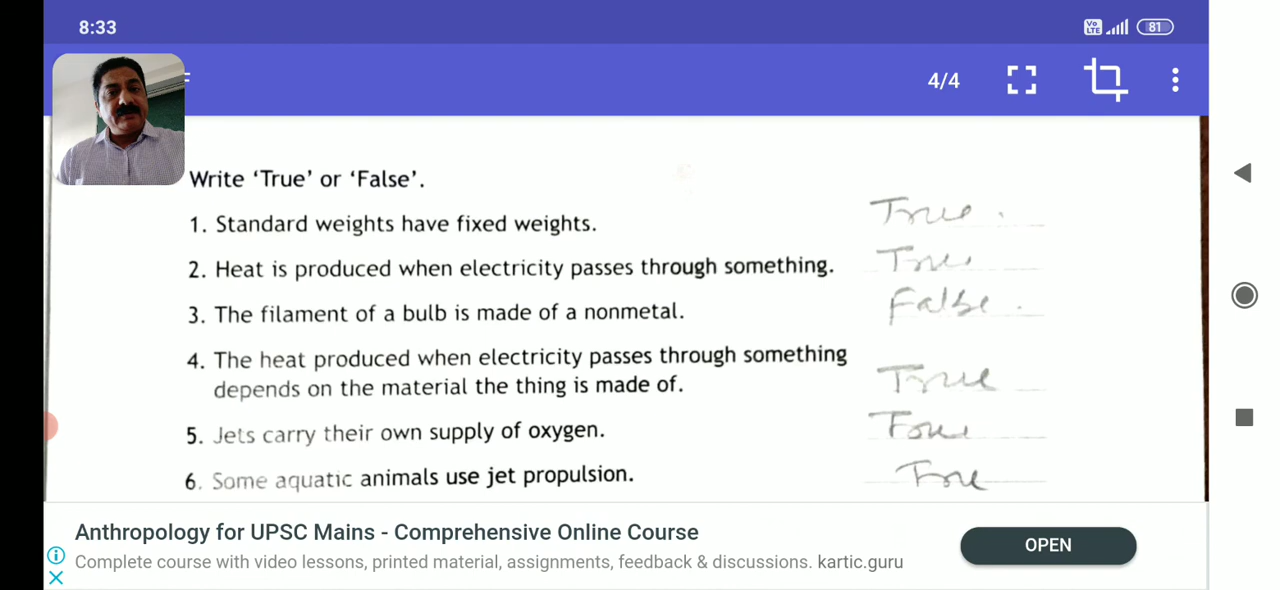 8:33
Vo LTE 81
4/4
Write ‘True’ or ‘False’.
1. Standard weights have fixed weights. True.
2. Heat is produced when electricity passes through something. True
3. The filament of a bulb is made of a nonmetal. False.
4. The heat produced when electricity passes through something
depends on the material the thing is made of. True
5. Jets carry their own supply of oxygen. True
6. Some aquatic animals use jet propulsion. True
Anthropology for UPSC Mains - Comprehensive Online Course
OPEN
Complete course with video lessons, printed material, assignments, feedback & discussions. kartic.guru